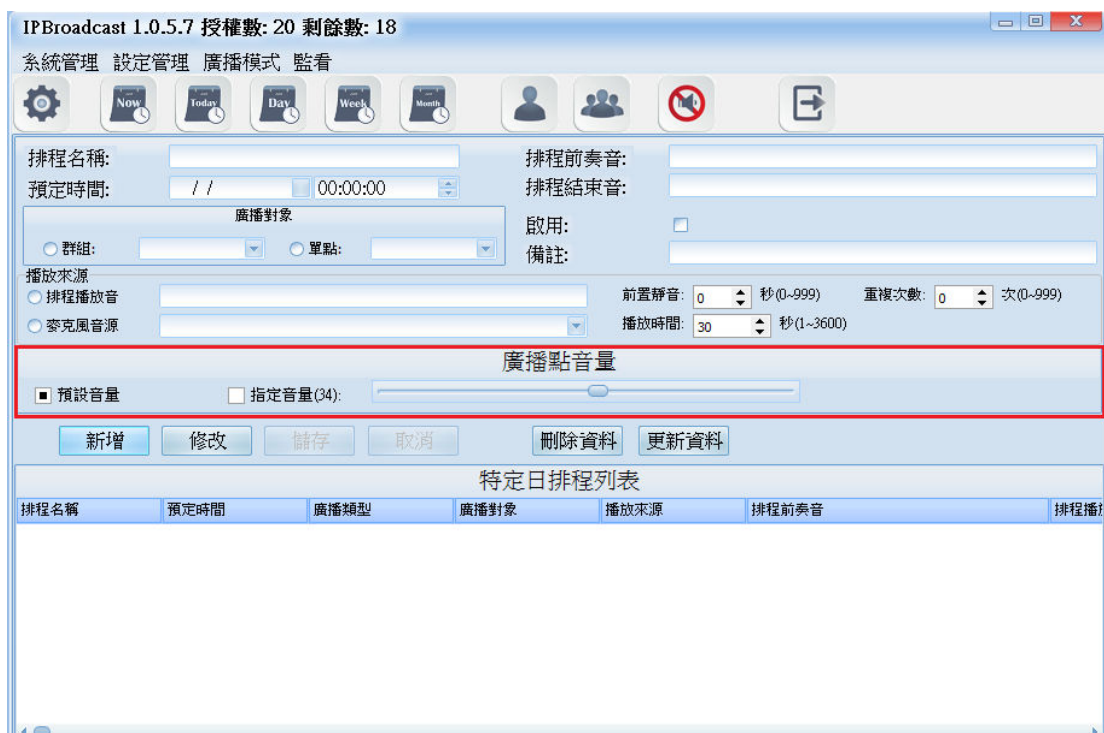 IPBroadcast 1.0.5.7 授權數: 20 剩餘數: 18
系統管理 設定管理 廣播模式 監看
Now Today Day Week Month
排程名稱: 排程前奏音:
預定時間: / / 00:00:00 排程結束音:
廣播對象
啟用:
群組: 單點: 備註:
播放來源
排程播放音 前置靜音: 0 秒(0~999) 重複次數: 0 次(0~999)
麥克風音源 播放時間: 30 秒(1~3600)
廣播點音量
預設音量 指定音量(34):
新增 修改 儲存 取消 刪除資料 更新資料
特定日排程列表
排程名稱 預定時間 廣播類型 廣播對象 播放來源 排程前奏音 排程播